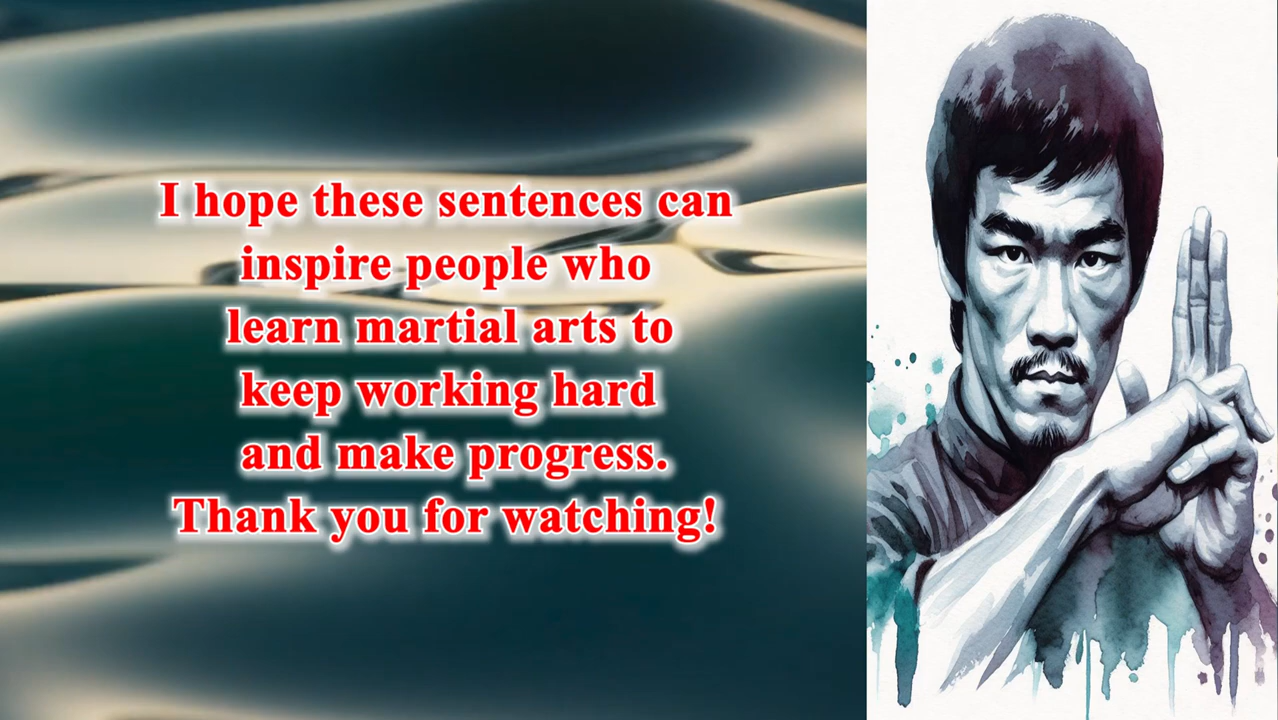 I hope these sentences can
inspire people who
learn martial arts to
keep working hard
and make progress.
Thank you for watching!